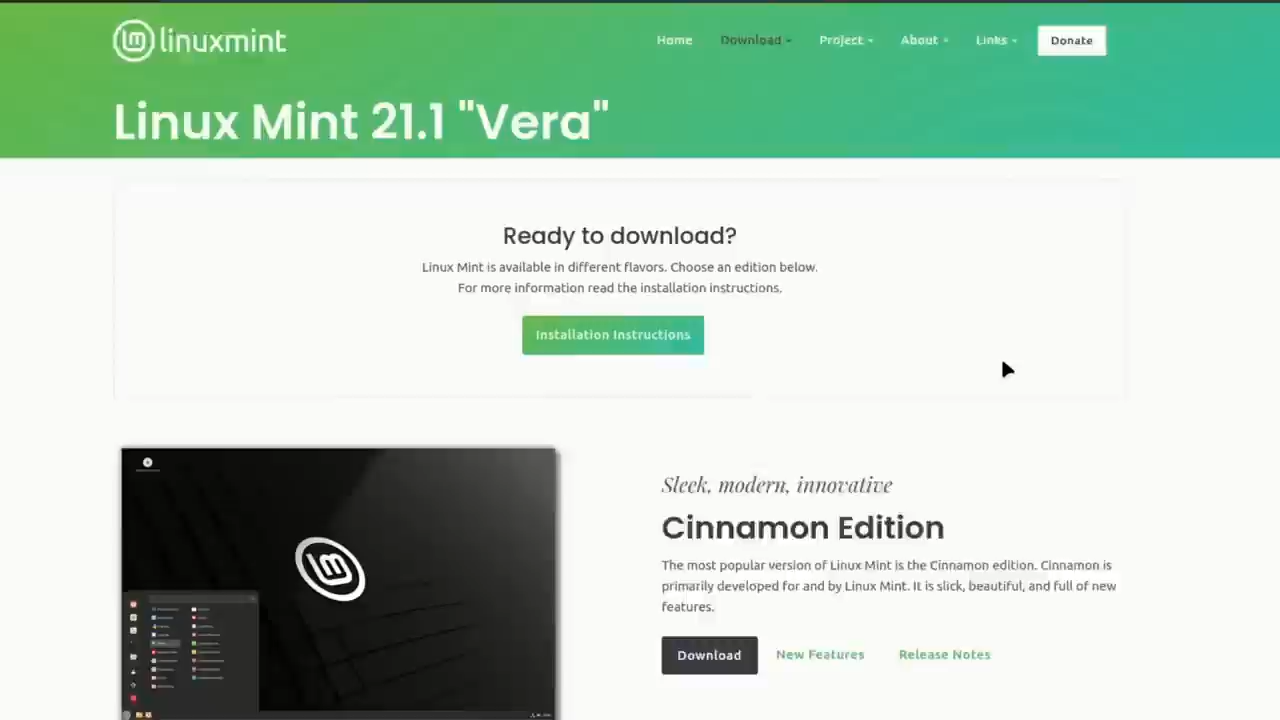 linuxmint
Home Download Project About Links Donate
Linux Mint 21.1 "Vera"
Ready to download?
Linux Mint is available in different flavors. Choose an edition below.
For more information read the installation instructions.
Installation Instructions
Sleek, modern, innovative
Cinnamon Edition
The most popular version of Linux Mint is the Cinnamon edition. Cinnamon is
primarily developed for and by Linux Mint. It is slick, beautiful, and full of new
features.
Download New Features Release Notes